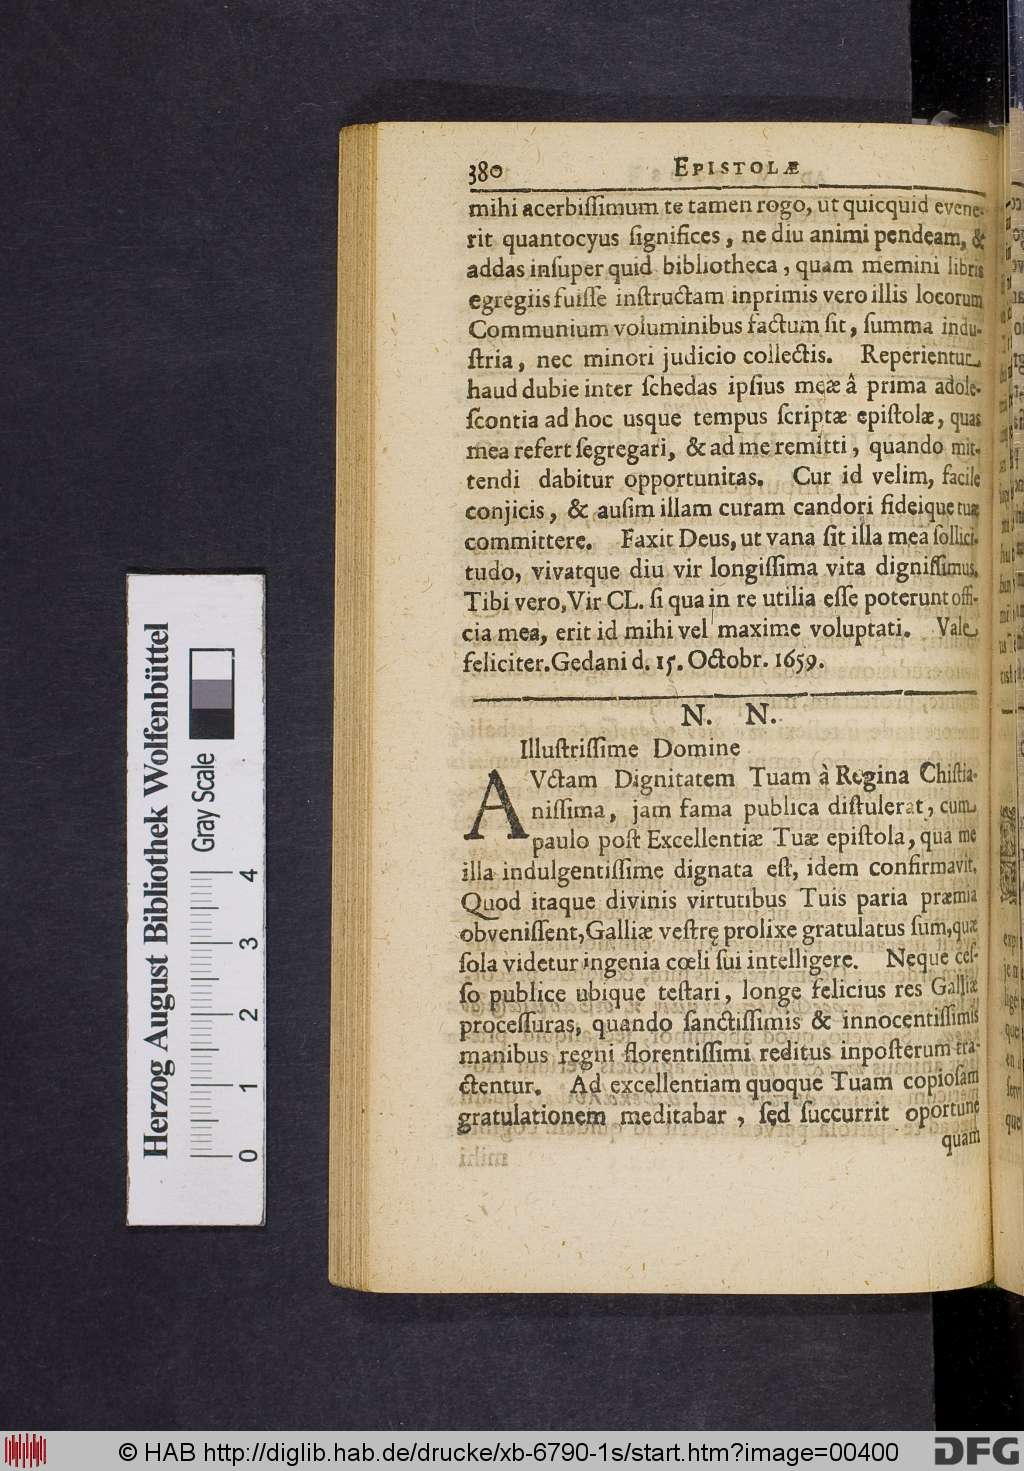 380 EPISTOLÆ
mihi acerbiſſimum te tamen rogo, ut quicquid evene-
rit quantocyus ſignifices, ne diu animi pendeam, &
addas inſuper quid bibliotheca, quam memini libris
egregiis fuiſſe inſtructam inprimis vero illis locorum
Communium voluminibus factum ſit, ſumma indu-
ſtria, nec minori judicio collectis. Reperientur
haud dubie inter ſchedas ipſius meæ â prima adole-
ſcontia ad hoc usque tempus ſcriptæ epiſtolæ, quas
mea refert ſegregari, & ad me remitti, quando mit-
tendi dabitur opportunitas. Cur id velim, facile
conjicis, & auſim illam curam candori fideique tuæ
committere. Faxit Deus, ut vana ſit illa mea ſollici-
tudo, vivatque diu vir longiſſima vita digniſſimus,
Tibi vero, Vir CL. ſi qua in re utilia eſſe poterunt offi-
cia mea, erit id mihi vel maxime voluptati. Vale
feliciter. Gedani d. 15. Octobr. 1659.
N. N.
Illuſtriſſime Domine
AVctam Dignitatem Tuam à Regina Chiſtia-
niſſima, jam fama publica diſtulerat, cum
paulo poſt Excellentiæ Tuæ epiſtola, qua me
illa indulgentiſſime dignata eſt, idem confirmavit.
Quod itaque divinis virtutibus Tuis paria præmia
obveniſſent, Galliæ veſtrę prolixe gratulatus ſum, quæ
ſola videtur ingenia cœli ſui intelligere. Neque ceſ-
ſo publice ubique teſtari, longe felicius res Galliæ
proceſſuras, quando ſanctiſſimis & innocentiſſimis
manibus regni florentiſſimi reditus inpoſterum tra-
ctentur. Ad excellentiam quoque Tuam copioſam
gratulationem meditabar, ſed ſuccurrit oportune
quam
Herzog August Bibliothek Wolfenbüttel
Gray Scale
0 1 2 3 4
© HAB http://diglib.hab.de/drucke/xb-6790-1s/start.htm?image=00400
DFG